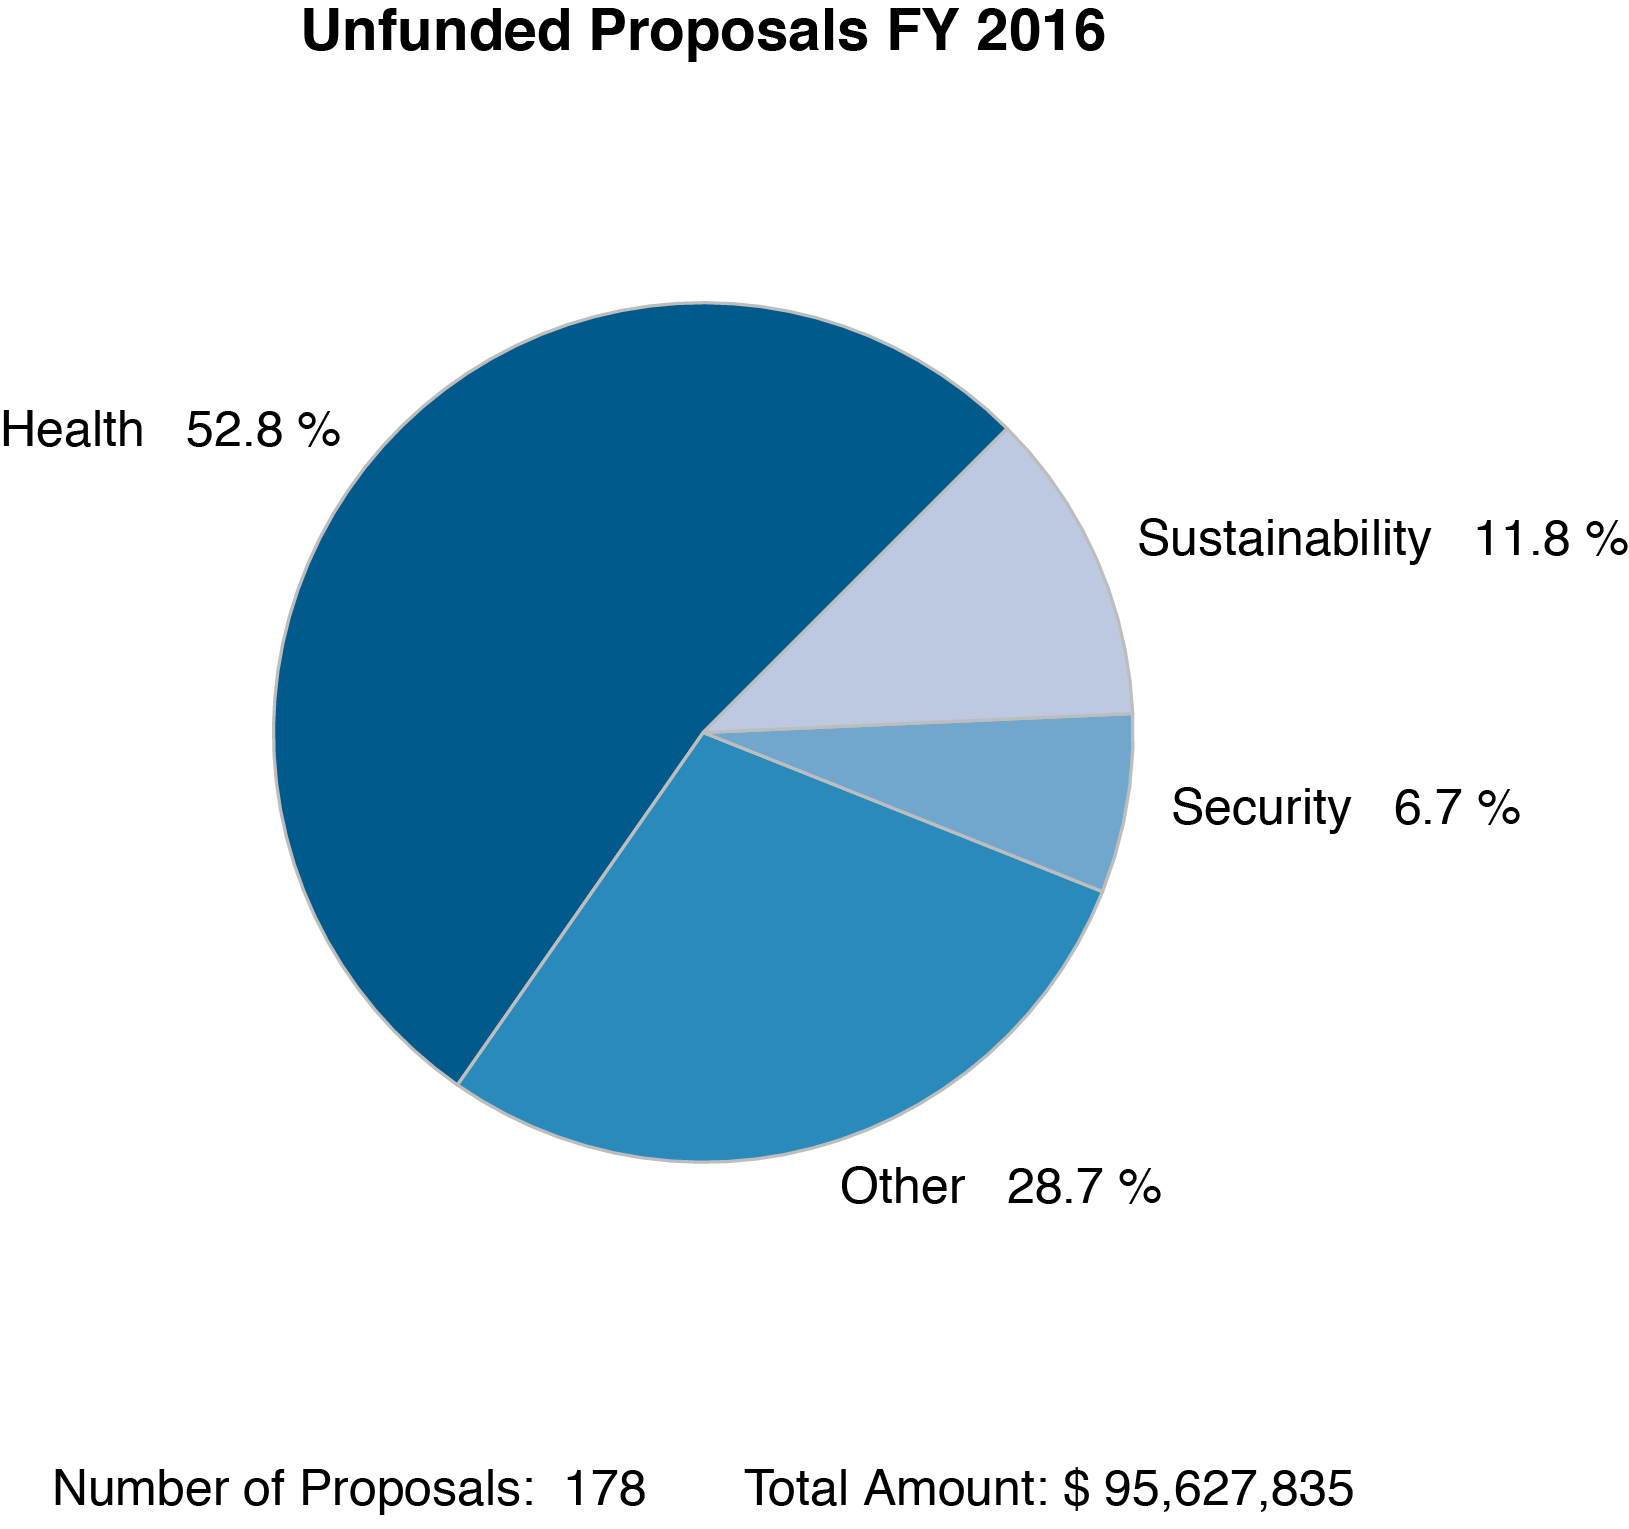 Unfunded Proposals FY 2016
Health 52.8 %
Sustainability 11.8 %
Security 6.7 %
Other 28.7 %
Number of Proposals: 178 Total Amount: $ 95,627,835